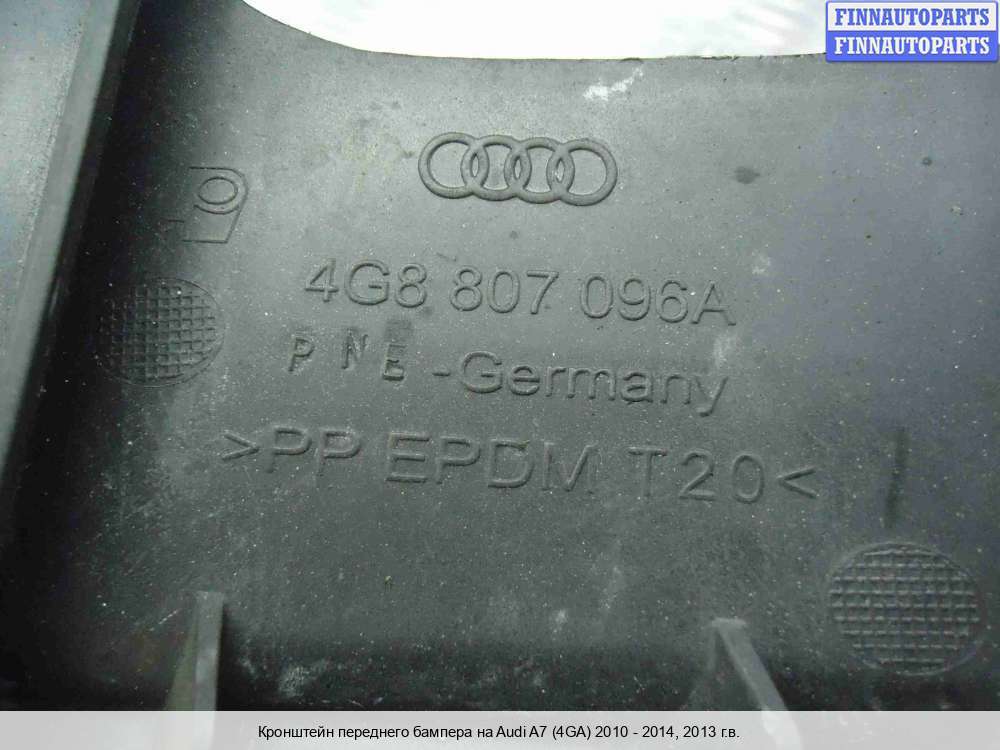 FINNAUTOPARTS
FINNAUTOPARTS
4G8 807 096A
PNE -Germany
>PP EPDM T20<
Кронштейн переднего бампера на Audi A7 (4GA) 2010 - 2014, 2013 г.в.